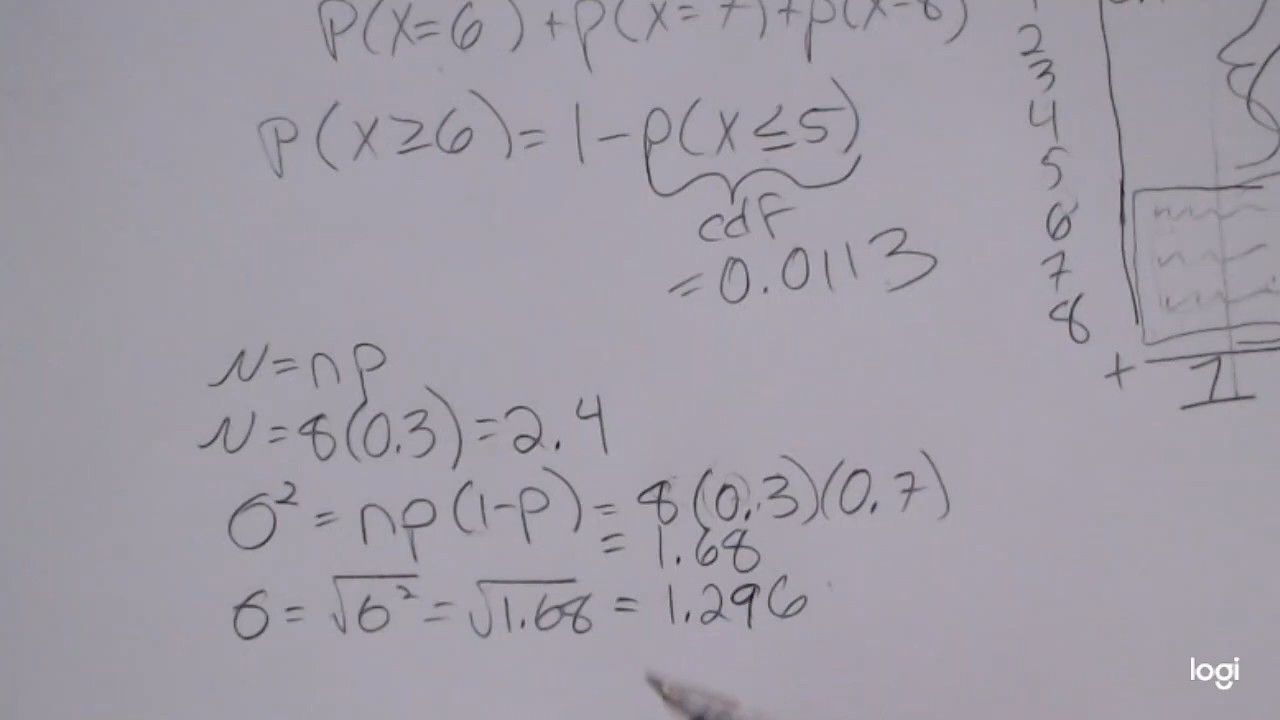 P(X=6)+P(X=7)+P(X=8)
P(X≥6)=1-P(X≤5)
cdf
=0.0113
μ=np
μ=8(0.3)=2.4
σ²=np(1-p)=8(0.3)(0.7)
=1.68
σ=√σ²=√1.68=1.296
2
3
4
5
6
7
8
+ 1
logi